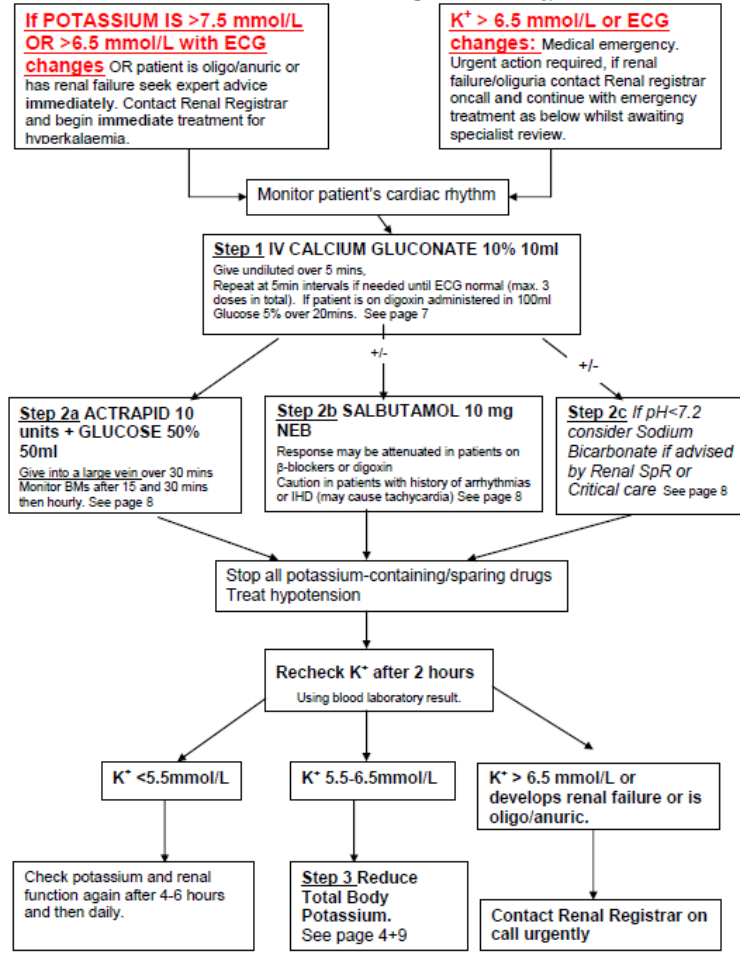 If POTASSIUM IS >7.5 mmol/L
OR >6.5 mmol/L with ECG
changes OR patient is oligo/anuric or
has renal failure seek expert advice
immediately. Contact Renal Registrar
and begin immediate treatment for
hyperkalaemia.
K⁺ > 6.5 mmol/L or ECG
changes: Medical emergency.
Urgent action required, if renal
failure/oliguria contact Renal registrar
oncall and continue with emergency
treatment as below whilst awaiting
specialist review.
Monitor patient's cardiac rhythm
Step 1 IV CALCIUM GLUCONATE 10% 10ml
Give undiluted over 5 mins,
Repeat at 5min intervals if needed until ECG normal (max. 3
doses in total). If patient is on digoxin administered in 100ml
Glucose 5% over 20mins. See page 7
+/-
+/-
Step 2a ACTRAPID 10
units + GLUCOSE 50%
50ml
Give into a large vein over 30 mins
Monitor BMs after 15 and 30 mins
then hourly. See page 8
Step 2b SALBUTAMOL 10 mg
NEB
Response may be attenuated in patients on
β-blockers or digoxin
Caution in patients with history of arrhythmias
or IHD (may cause tachycardia) See page 8
Step 2c If pH<7.2
consider Sodium
Bicarbonate if advised
by Renal SpR or
Critical care See page 8
Stop all potassium-containing/sparing drugs
Treat hypotension
Recheck K⁺ after 2 hours
Using blood laboratory result.
K⁺ <5.5mmol/L
K⁺ 5.5-6.5mmol/L
K⁺ > 6.5 mmol/L or
develops renal failure or is
oligo/anuric.
Check potassium and renal
function again after 4-6 hours
and then daily.
Step 3 Reduce
Total Body
Potassium.
See page 4+9
Contact Renal Registrar on
call urgently